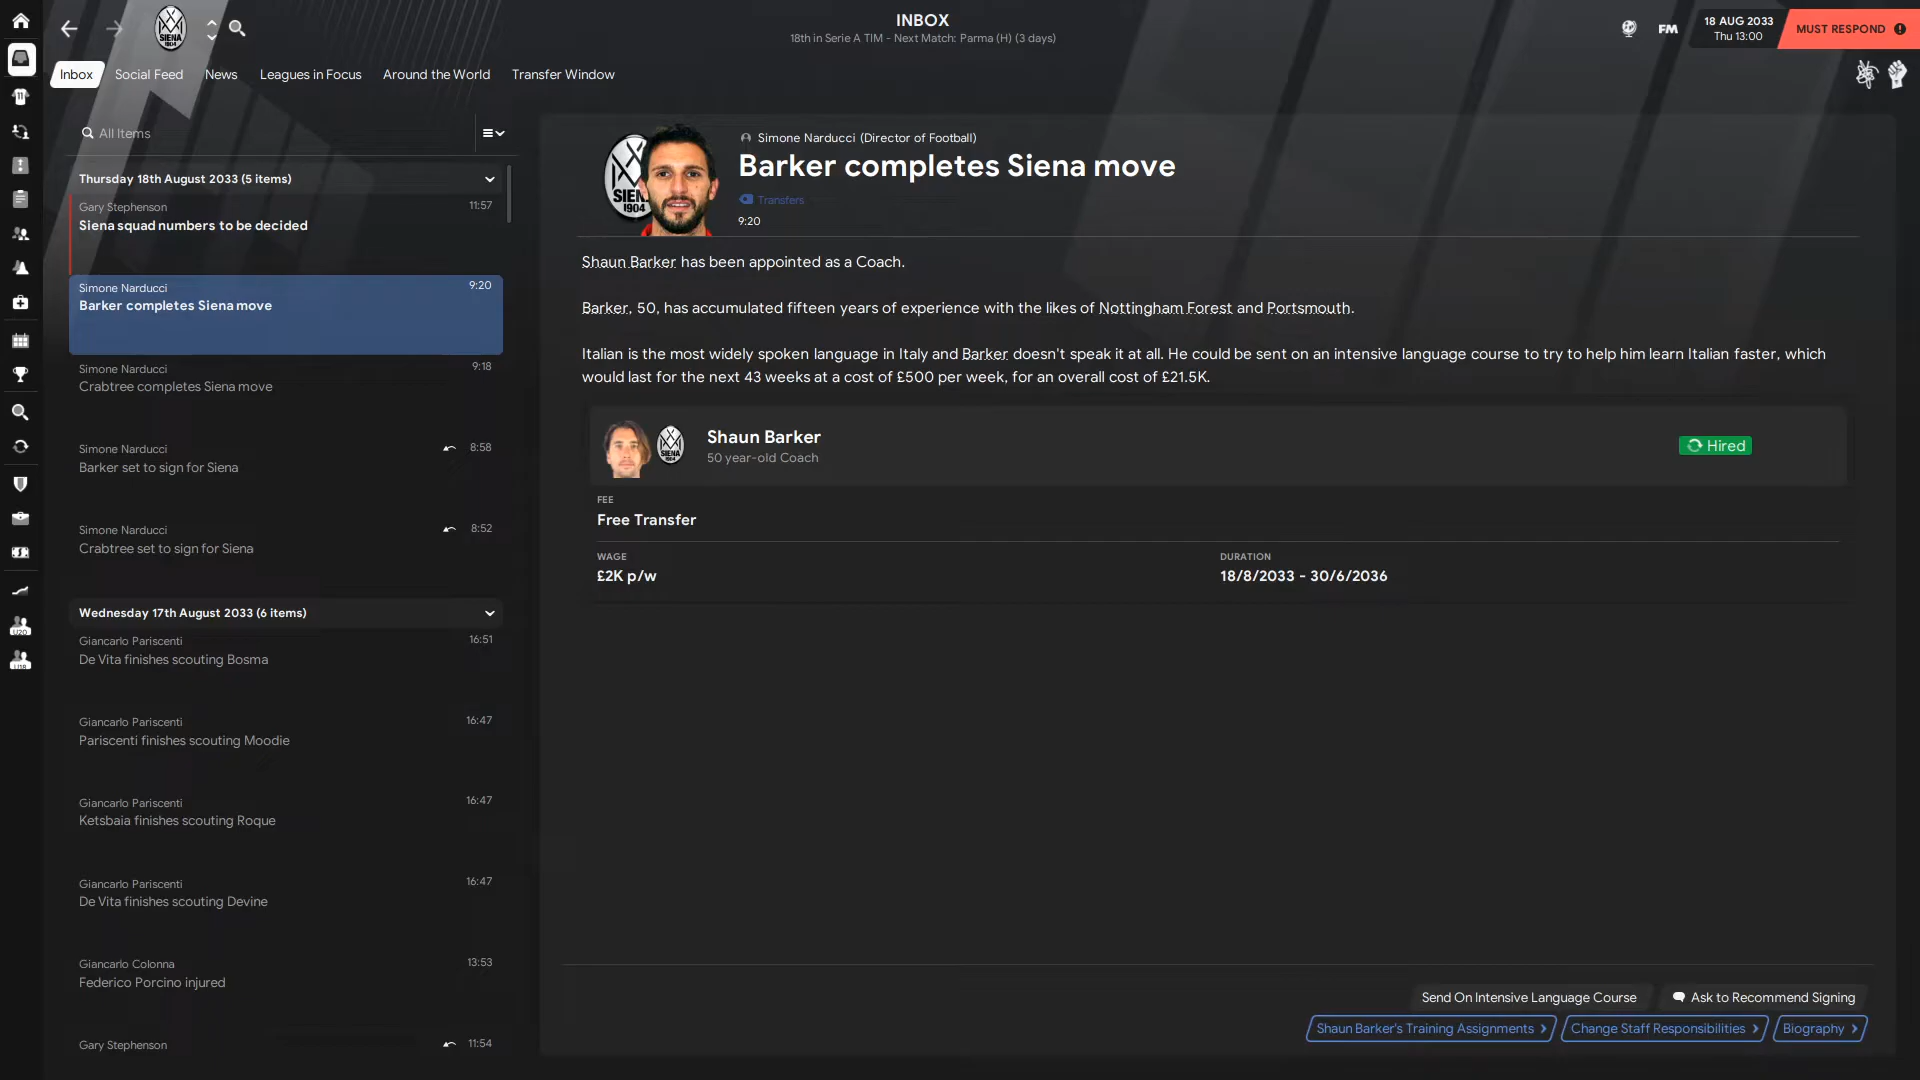 INBOX
18th in Serie A TIM - Next Match: Parma (H) (3 days)
FM
18 AUG 2033
Thu 13:00
MUST RESPOND
Inbox
Social Feed
News
Leagues in Focus
Around the World
Transfer Window
All Items
Thursday 18th August 2033 (5 items)
Gary Stephenson 11:57
Siena squad numbers to be decided
Simone Narducci 9:20
Barker completes Siena move
Simone Narducci 9:18
Crabtree completes Siena move
Simone Narducci 8:58
Barker set to sign for Siena
Simone Narducci 8:52
Crabtree set to sign for Siena
Wednesday 17th August 2033 (6 items)
Giancarlo Pariscenti 16:51
De Vita finishes scouting Bosma
Giancarlo Pariscenti 16:47
Pariscenti finishes scouting Moodie
Giancarlo Pariscenti 16:47
Ketsbaia finishes scouting Roque
Giancarlo Pariscenti 16:47
De Vita finishes scouting Devine
Giancarlo Colonna 13:53
Federico Porcino injured
Gary Stephenson 11:54
SIENA
1904
Simone Narducci (Director of Football)
Barker completes Siena move
Transfers
9:20
Shaun Barker has been appointed as a Coach.
Barker, 50, has accumulated fifteen years of experience with the likes of Nottingham Forest and Portsmouth.
Italian is the most widely spoken language in Italy and Barker doesn't speak it at all. He could be sent on an intensive language course to try to help him learn Italian faster, which
would last for the next 43 weeks at a cost of £500 per week, for an overall cost of £21.5K.
Shaun Barker
50 year-old Coach
Hired
FEE
Free Transfer
WAGE
£2K p/w
DURATION
18/8/2033 - 30/6/2036
Send On Intensive Language Course
Ask to Recommend Signing
Shaun Barker's Training Assignments
Change Staff Responsibilities
Biography